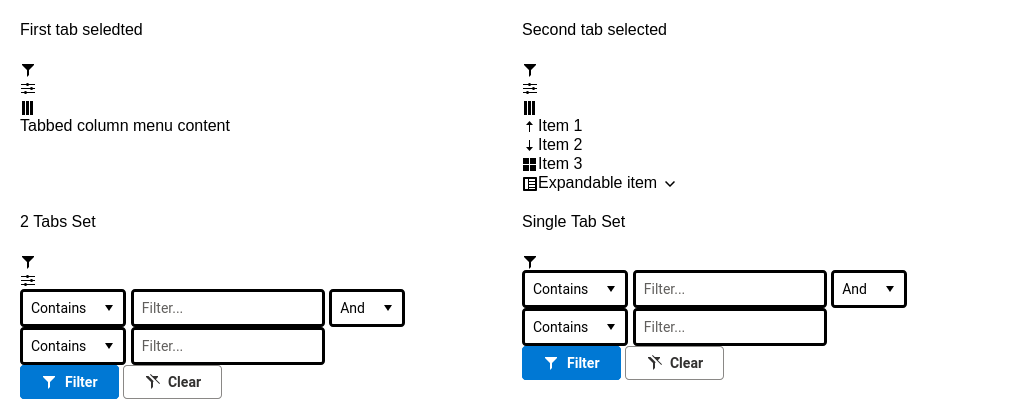 First tab seledted
Tabbed column menu content
Second tab selected
Item 1
Item 2
Item 3
Expandable item
2 Tabs Set
Contains Filter... And
Contains Filter...
Filter Clear
Single Tab Set
Contains Filter... And
Contains Filter...
Filter Clear